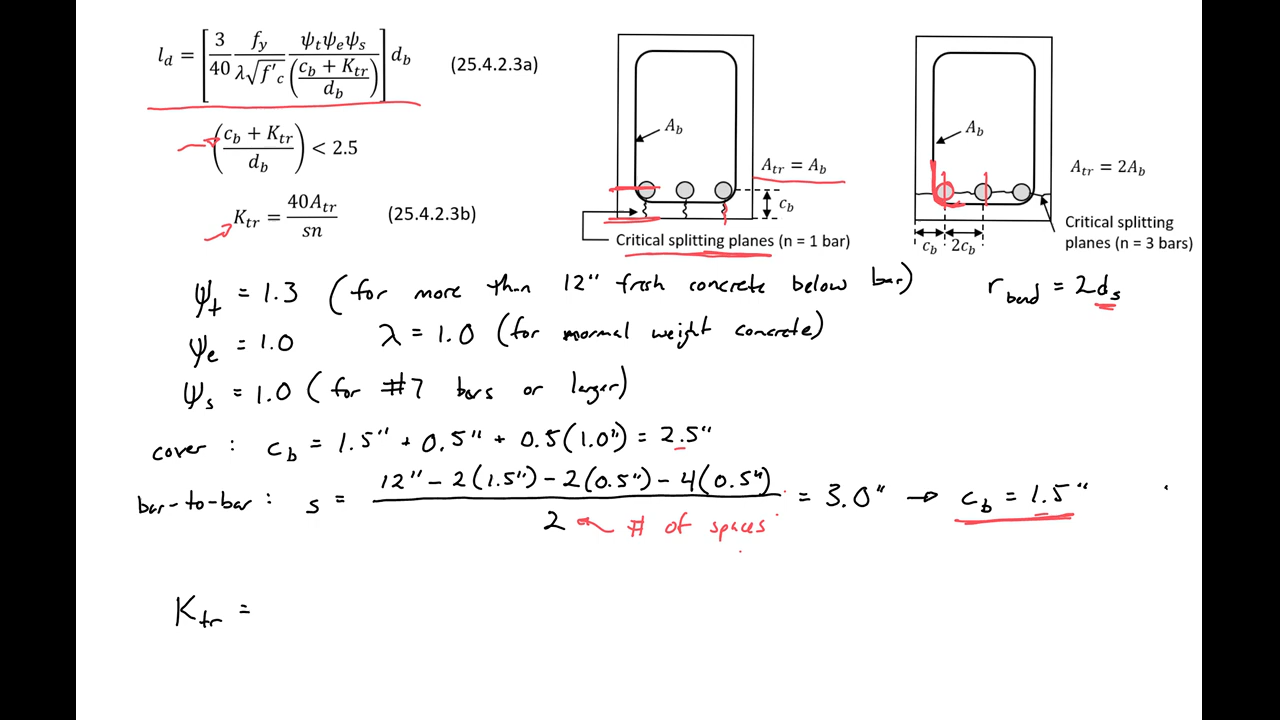 l_d = [ 3/40 f_y/(λ√f'_c) ψ_tψ_eψ_s/((c_b + K_tr)/d_b) ] d_b (25.4.2.3a)
((c_b + K_tr)/d_b) < 2.5
K_tr = 40A_tr/sn (25.4.2.3b)
A_b
A_tr = A_b
c_b
Critical splitting planes (n = 1 bar)
A_b
A_tr = 2A_b
Critical splitting
planes (n = 3 bars)
c_b 2c_b
ψ_t = 1.3 (for more than 12" fresh concrete below bar)
r_bend = 2d_s
ψ_e = 1.0 λ = 1.0 (for normal weight concrete)
ψ_s = 1.0 (for #7 bars or larger)
cover : c_b = 1.5" + 0.5" + 0.5(1.0") = 2.5"
bar-to-bar : s = (12" - 2(1.5") - 2(0.5") - 4(0.5"))/2 = 3.0" → c_b = 1.5"
# of spaces
K_tr =